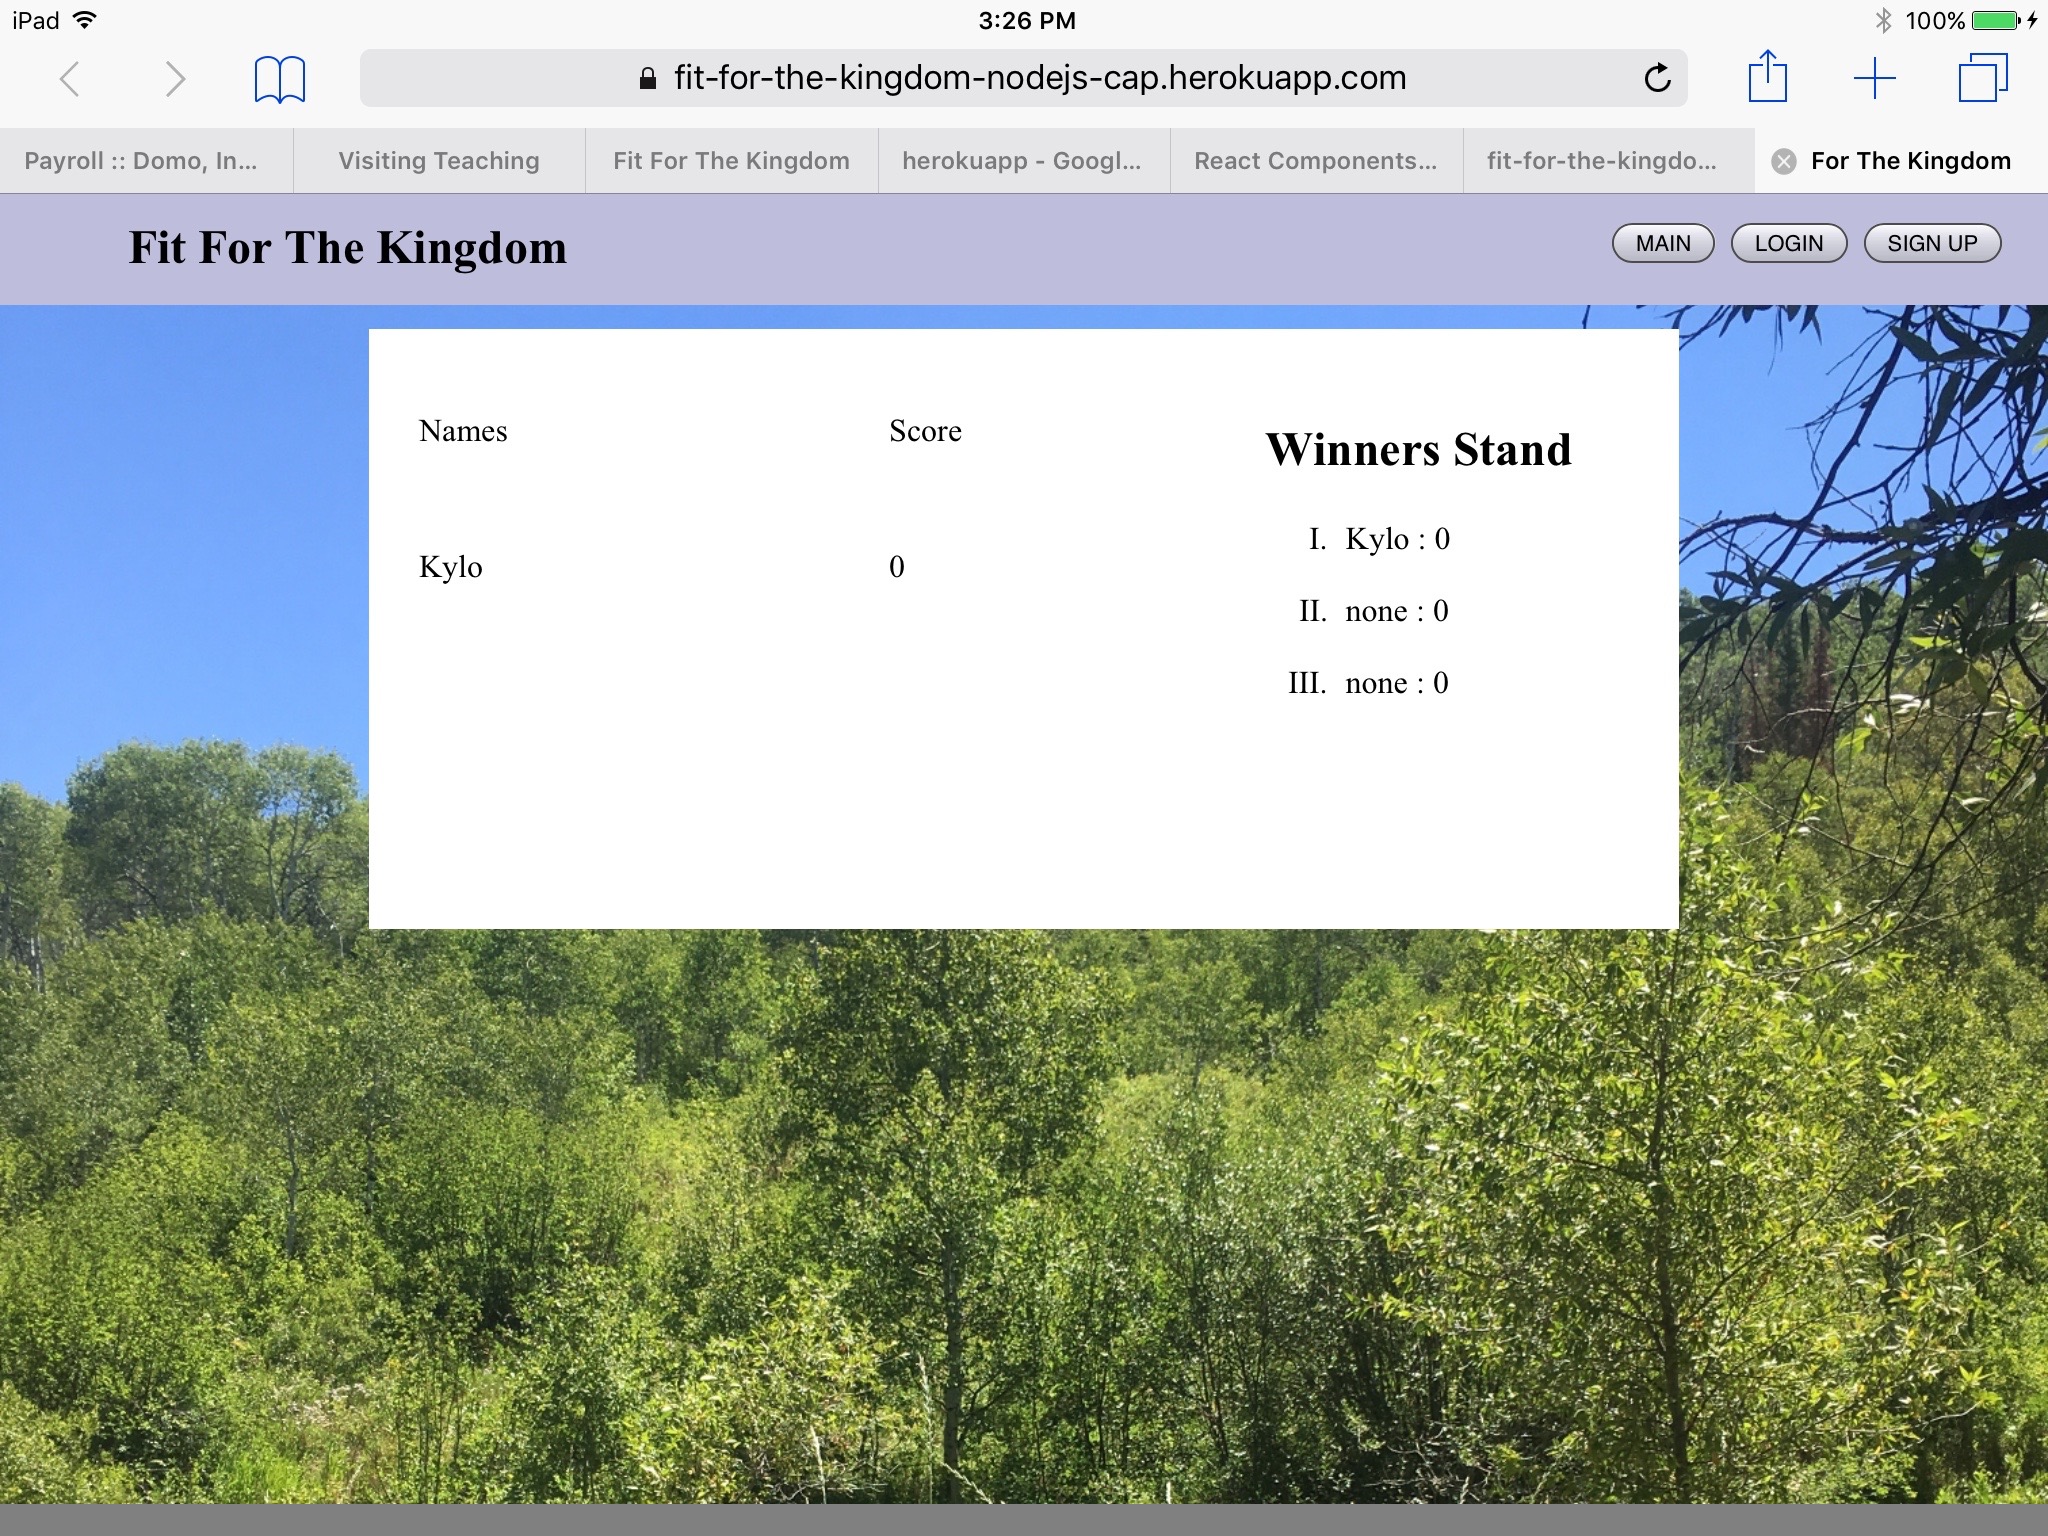 iPad 3:26 PM 100%
fit-for-the-kingdom-nodejs-cap.herokuapp.com
Payroll :: Domo, In... Visiting Teaching Fit For The Kingdom herokuapp - Googl... React Components... fit-for-the-kingdo... For The Kingdom
Fit For The Kingdom MAIN LOGIN SIGN UP
Names Score
Kylo 0
Winners Stand
I. Kylo : 0
II. none : 0
III. none : 0